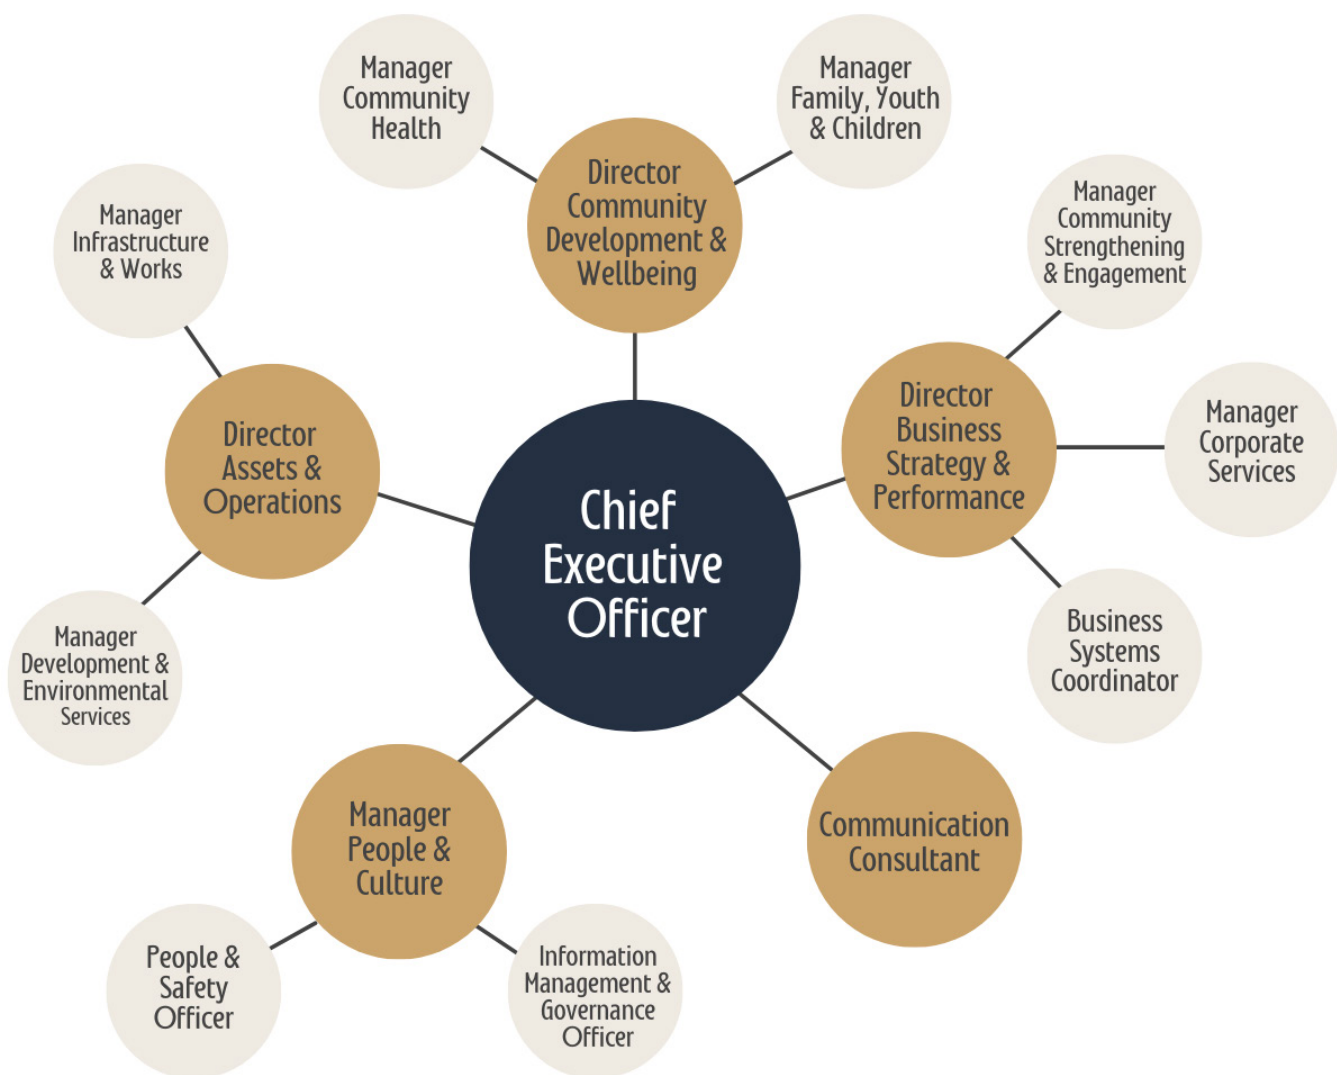 Manager
Community
Health
Manager
Family, Youth
& Children
Director
Community
Development &
Wellbeing
Manager
Infrastructure
& Works
Manager
Community
Strengthening
& Engagement
Director
Assets &
Operations
Director
Business
Strategy &
Performance
Manager
Corporate
Services
Chief
Executive
Officer
Manager
Development &
Environmental
Services
Business
Systems
Coordinator
Manager
People &
Culture
Communication
Consultant
People &
Safety
Officer
Information
Management &
Governance
Officer